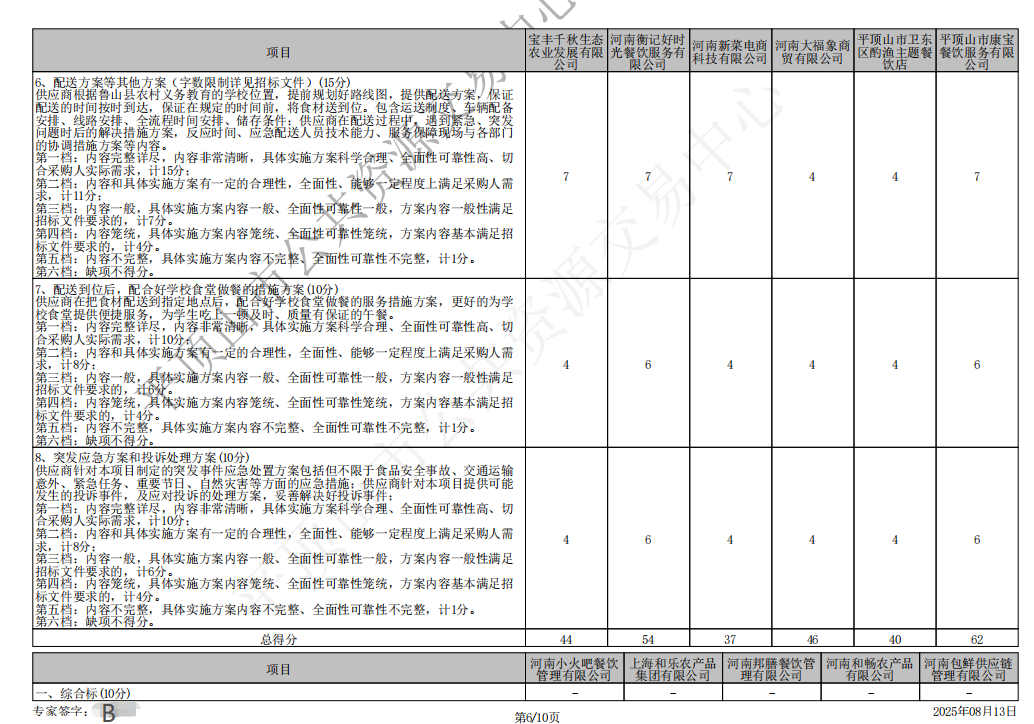 项目 宝丰千秋生态农业发展有限公司 河南衡记好时光餐饮服务有限公司 河南新菜电商科技有限公司 河南大福象商贸有限公司 平顶山市卫东区酌渔主题餐饮店 平顶山市康宝餐饮服务有限公司
6、配送方案等其他方案（字数限制详见招标文件）(15分)
供应商根据鲁山县农村义务教育的学校位置，提前规划好路线图，提供配送方案，保证
配送的时间按时到达，保证在规定的时间前，将食材送到位。包含运送制度、车辆配备
安排、线路安排、全流程时间安排、储存条件；供应商在配送过程中，遇到紧急、突发
问题时后的解决措施方案，反应时间、应急配送人员技术能力、服务保障现场与各部门
的协调措施方案等内容。
第一档：内容完整详尽，内容非常清晰，具体实施方案科学合理、全面性可靠性高、切
合采购人实际需求，计15分；
第二档：内容和具体实施方案有一定的合理性，全面性、能够一定程度上满足采购人需
求，计11分；
第三档：内容一般，具体实施方案内容一般、全面性可靠性一般，方案内容一般性满足
招标文件要求的，计7分。
第四档：内容笼统，具体实施方案内容笼统、全面性可靠性笼统，方案内容基本满足招
标文件要求的，计4分。
第五档：内容不完整，具体实施方案内容不完整、全面性可靠性不完整，计1分。
第六档：缺项不得分。
7 7 7 4 4 7
7、配送到位后，配合好学校食堂做餐的措施方案(10分)
供应商在把食材配送到指定地点后，配合好学校食堂做餐的服务措施方案，更好的为学
校食堂提供便捷服务，为学生吃上一顿及时、质量有保证的午餐。
第一档：内容完整详尽，内容非常清晰，具体实施方案科学合理、全面性可靠性高、切
合采购人实际需求，计10分；
第二档：内容和具体实施方案有一定的合理性，全面性、能够一定程度上满足采购人需
求，计8分；
第三档：内容一般，具体实施方案内容一般、全面性可靠性一般，方案内容一般性满足
招标文件要求的，计6分。
第四档：内容笼统，具体实施方案内容笼统、全面性可靠性笼统，方案内容基本满足招
标文件要求的，计4分。
第五档：内容不完整，具体实施方案内容不完整、全面性可靠性不完整，计1分。
第六档：缺项不得分。
4 6 4 4 4 6
8、突发应急方案和投诉处理方案(10分)
供应商针对本项目制定的突发事件应急处置方案包括但不限于食品安全事故、交通运输
意外、紧急任务、重要节日、自然灾害等方面的应急措施；供应商针对本项目提供可能
发生的投诉事件，及应对投诉的处理方案，妥善解决好投诉事件；
第一档：内容完整详尽，内容非常清晰，具体实施方案科学合理、全面性可靠性高、切
合采购人实际需求，计10分；
第二档：内容和具体实施方案有一定的合理性，全面性、能够一定程度上满足采购人需
求，计8分；
第三档：内容一般，具体实施方案内容一般、全面性可靠性一般，方案内容一般性满足
招标文件要求的，计6分。
第四档：内容笼统，具体实施方案内容笼统、全面性可靠性笼统，方案内容基本满足招
标文件要求的，计4分。
第五档：内容不完整，具体实施方案内容不完整、全面性可靠性不完整，计1分。
第六档：缺项不得分。
4 6 4 4 4 6
总得分 44 54 37 46 40 62
项目 河南小火吧餐饮管理有限公司 上海和乐农产品集团有限公司 河南邦膳餐饮管理有限公司 河南和畅农产品有限公司 河南包鲜供应链管理有限公司
一、综合标(10分) - - - - -
专家签字： B
第6/10页
2025年08月13日
平顶山市公共资源交易中心
平顶山市公共资源交易中心